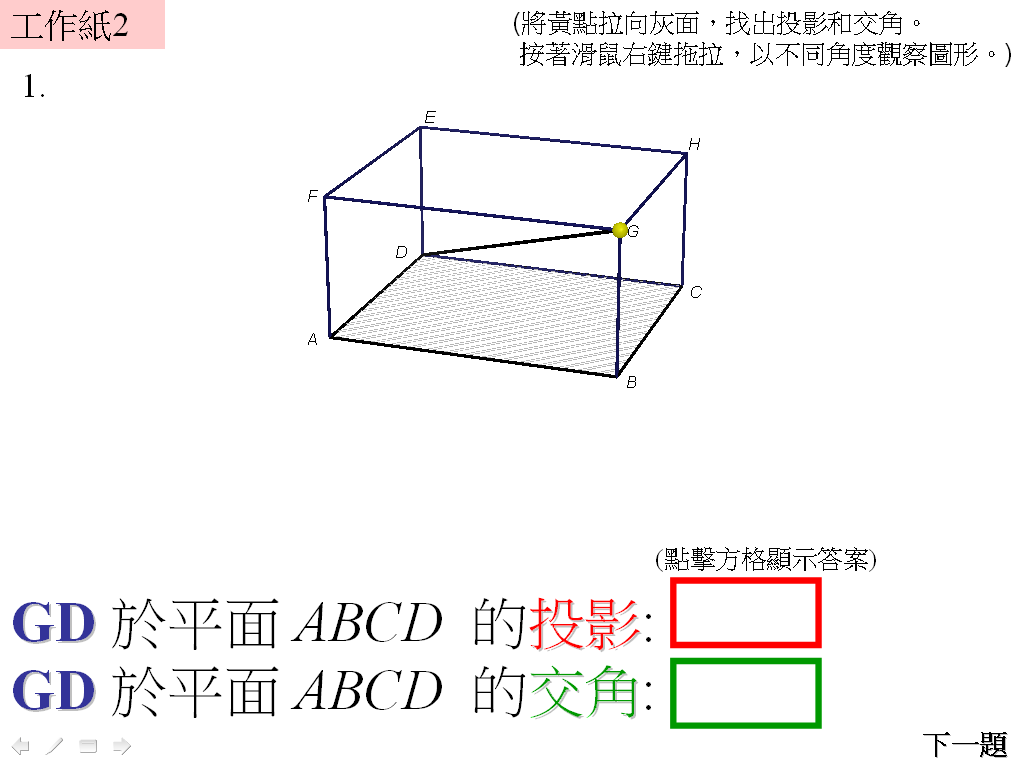 工作紙2
(將黃點拉向灰面，找出投影和交角。
按著滑鼠右鍵拖拉，以不同角度觀察圖形。)
1.
E
H
F
G
D
C
A
B
(點擊方格顯示答案)
GD 於平面 ABCD 的投影:
GD 於平面 ABCD 的交角:
下一題